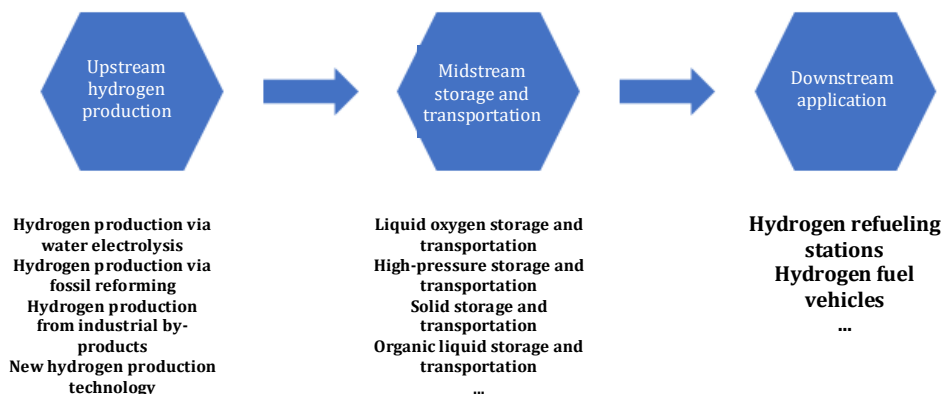 Upstream
hydrogen
production
Midstream
storage and
transportation
Downstream
application
Hydrogen production via
water electrolysis
Hydrogen production via
fossil reforming
Hydrogen production
from industrial by-
products
New hydrogen production
technology
Liquid oxygen storage and
transportation
High-pressure storage and
transportation
Solid storage and
transportation
Organic liquid storage and
transportation
...
Hydrogen refueling
stations
Hydrogen fuel
vehicles
...